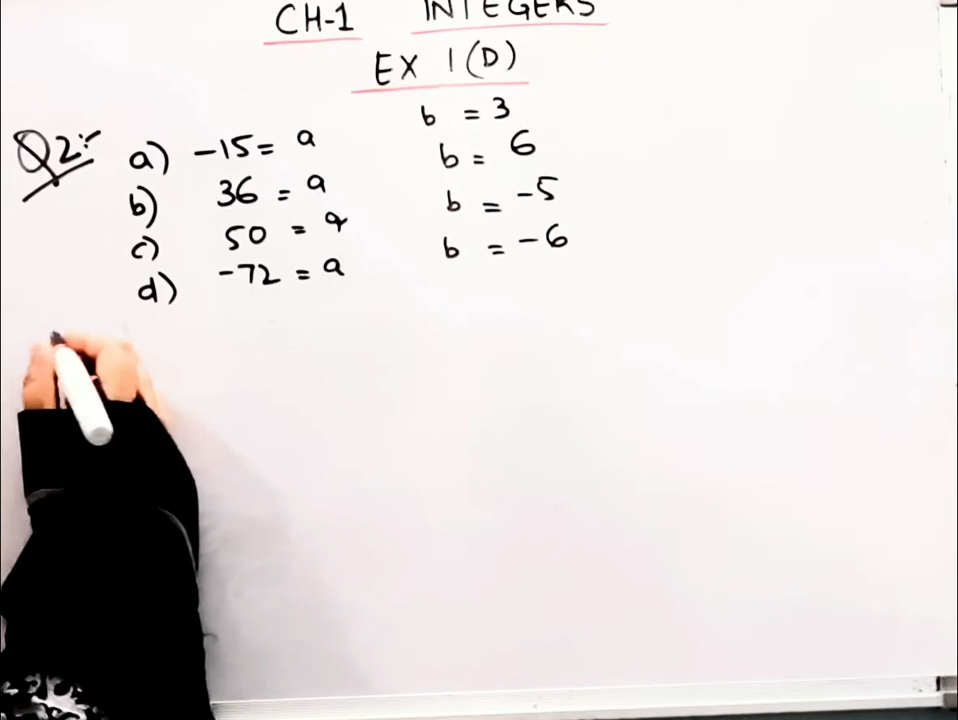 CH-1 INTEGERS
EX 1(D)
Q2:- a) -15 = a b = 3
b) 36 = a b = 6
c) 50 = a b = -5
d) -72 = a b = -6